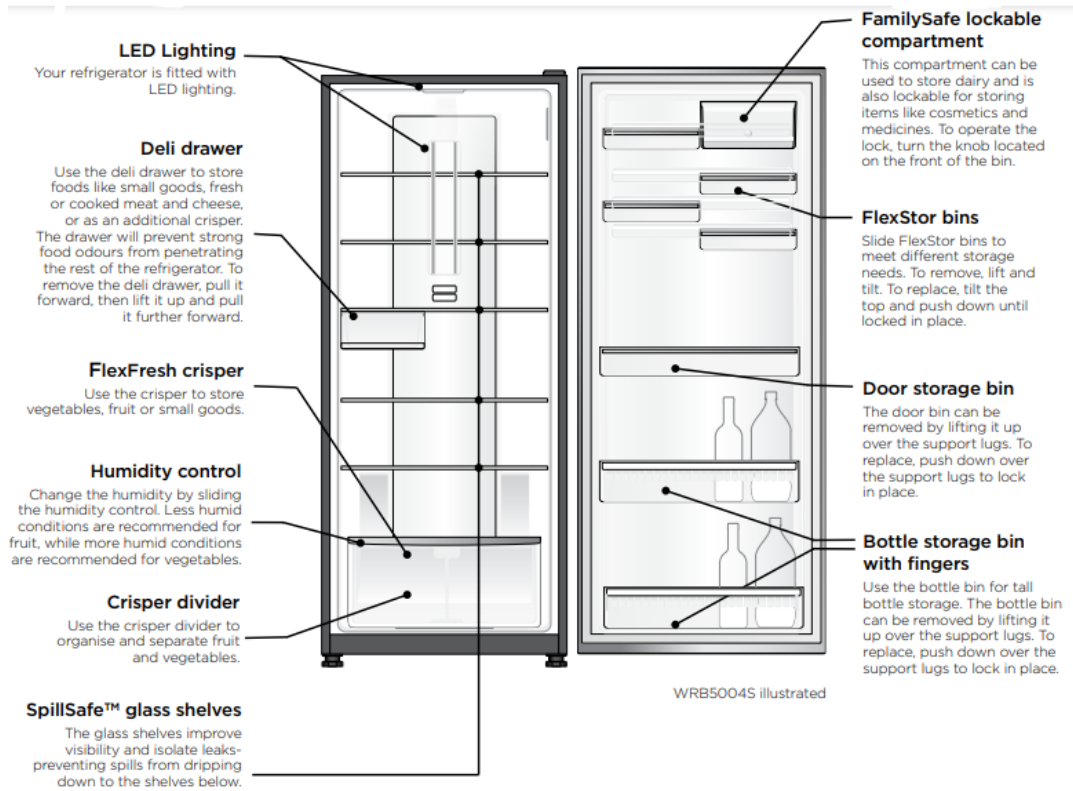 LED Lighting
Your refrigerator is fitted with
LED lighting.
Deli drawer
Use the deli drawer to store
foods like small goods, fresh
or cooked meat and cheese,
or as an additional crisper.
The drawer will prevent strong
food odours from penetrating
the rest of the refrigerator. To
remove the deli drawer, pull it
forward, then lift it up and pull
it further forward.
FlexFresh crisper
Use the crisper to store
vegetables, fruit or small goods.
Humidity control
Change the humidity by sliding
the humidity control. Less humid
conditions are recommended for
fruit, while more humid conditions
are recommended for vegetables.
Crisper divider
Use the crisper divider to
organise and separate fruit
and vegetables.
SpillSafe™ glass shelves
The glass shelves improve
visibility and isolate leaks-
preventing spills from dripping
down to the shelves below.
FamilySafe lockable
compartment
This compartment can be
used to store dairy and is
also lockable for storing
items like cosmetics and
medicines. To operate the
lock, turn the knob located
on the front of the bin.
FlexStor bins
Slide FlexStor bins to
meet different storage
needs. To remove, lift and
tilt. To replace, tilt the
top and push down until
locked in place.
Door storage bin
The door bin can be
removed by lifting it up
over the support lugs. To
replace, push down over
the support lugs to lock
in place.
Bottle storage bin
with fingers
Use the bottle bin for tall
bottle storage. The bottle bin
can be removed by lifting it
up over the support lugs. To
replace, push down over the
support lugs to lock in place.
WRB5004S illustrated